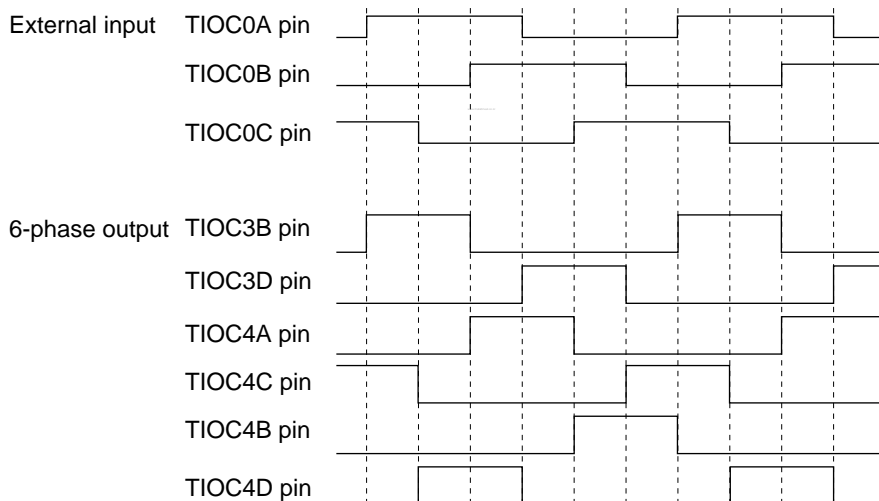 External input TIOC0A pin
TIOC0B pin
TIOC0C pin
6-phase output TIOC3B pin
TIOC3D pin
TIOC4A pin
TIOC4C pin
TIOC4B pin
TIOC4D pin